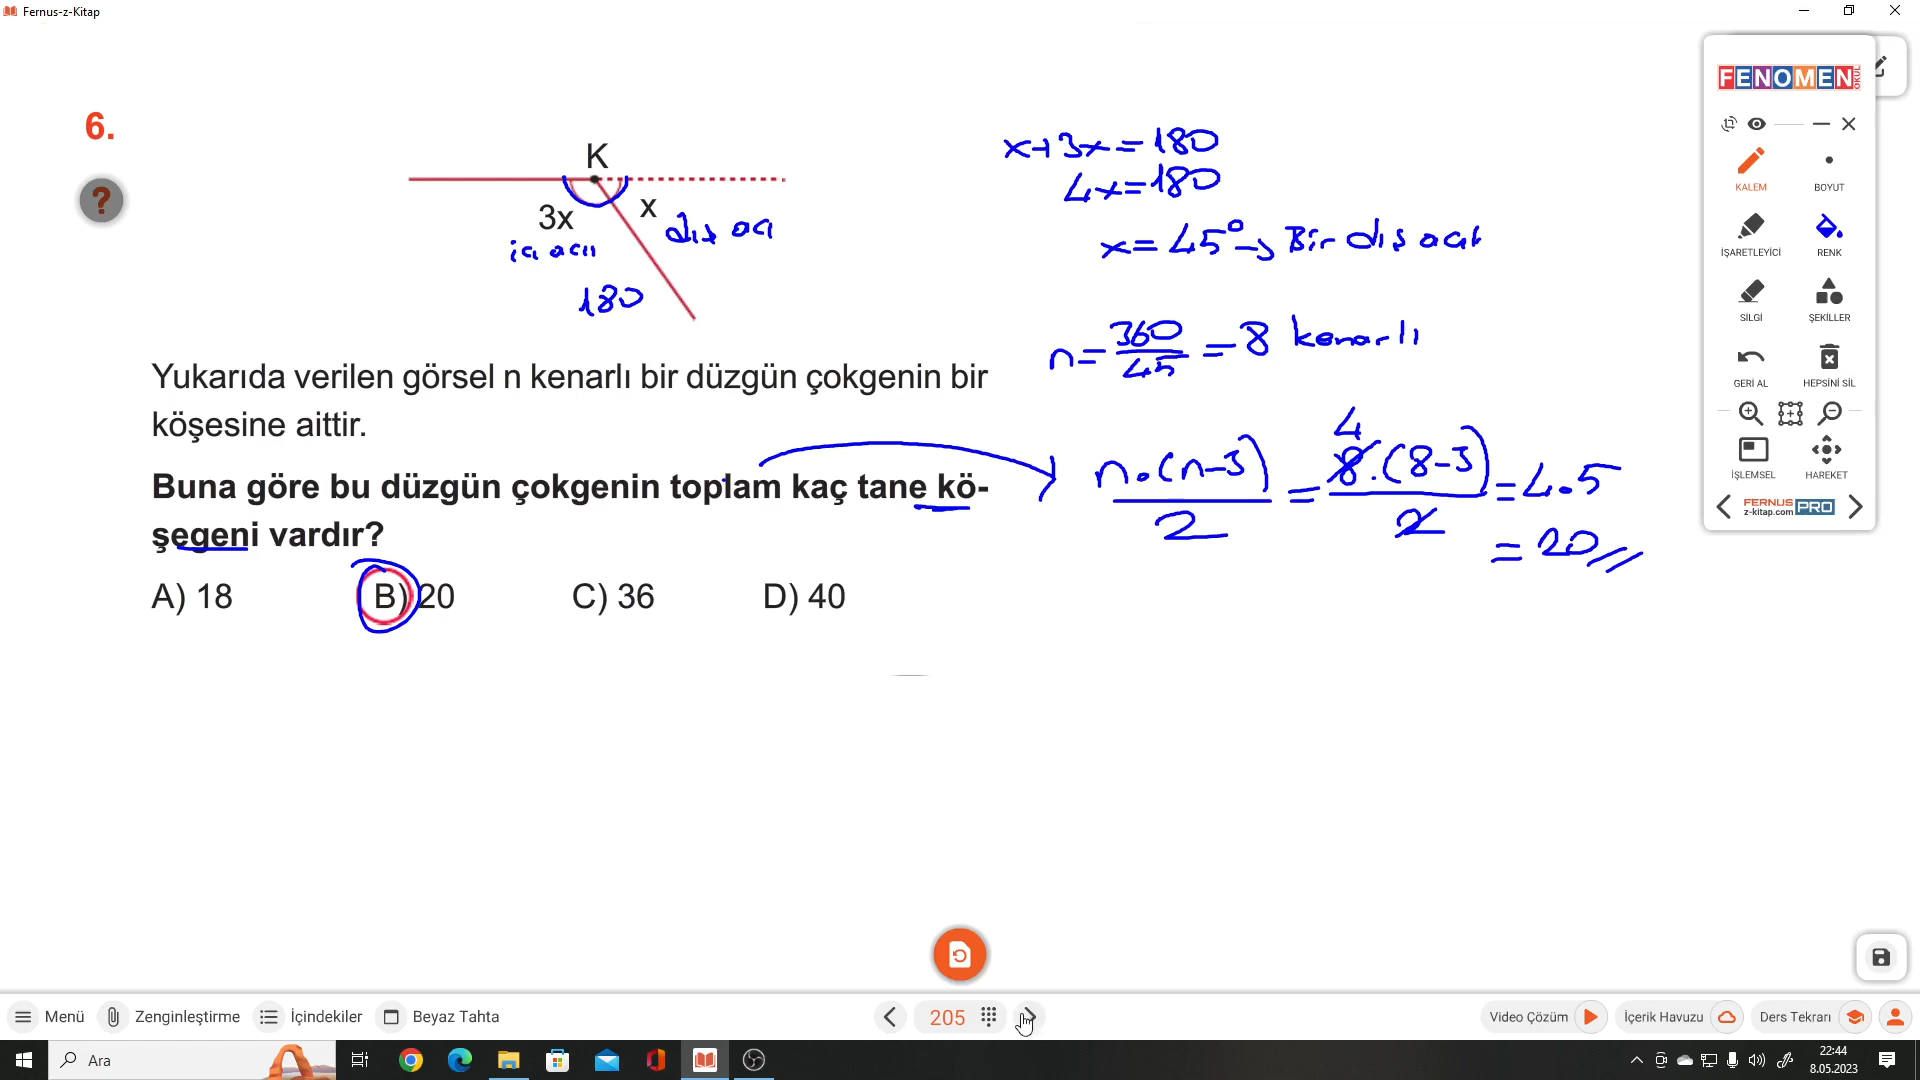 Fernus-z-Kitap
FENOMEN OKUL
6.
K
3x
x
iç açı
dış açı
180
x+3x=180
4x=180
x=45° → Bir dış açı
n=360/45=8 kenarlı
n.(n-3)/2=8.(8-3)/2=4.5
4
=20
Yukarıda verilen görsel n kenarlı bir düzgün çokgenin bir
köşesine aittir.
Buna göre bu düzgün çokgenin toplam kaç tane kö-
şegeni vardır?
A) 18 B) 20 C) 36 D) 40
KALEM BOYUT
İŞARETLEYİCİ RENK
SİLGİ ŞEKİLLER
GERİ AL HEPSİNİ SİL
İŞLEMSEL HAREKET
FERNUS
z-kitap.com PRO
Menü Zenginleştirme İçindekiler Beyaz Tahta 205 Video Çözüm İçerik Havuzu Ders Tekrarı
Ara
22:44
8.05.2023